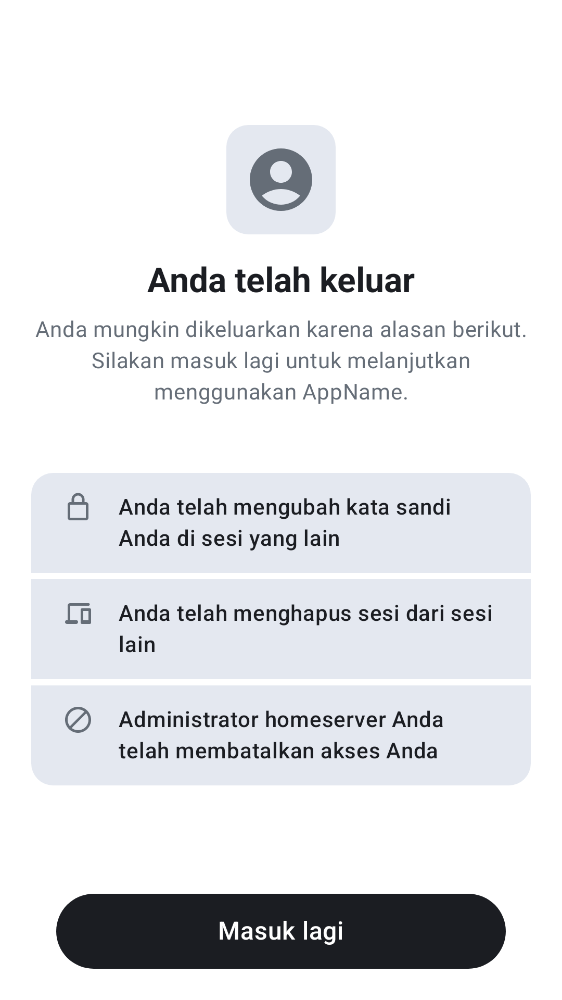 Anda telah keluar
Anda mungkin dikeluarkan karena alasan berikut.
Silakan masuk lagi untuk melanjutkan
menggunakan AppName.
Anda telah mengubah kata sandi
Anda di sesi yang lain
Anda telah menghapus sesi dari sesi
lain
Administrator homeserver Anda
telah membatalkan akses Anda
Masuk lagi